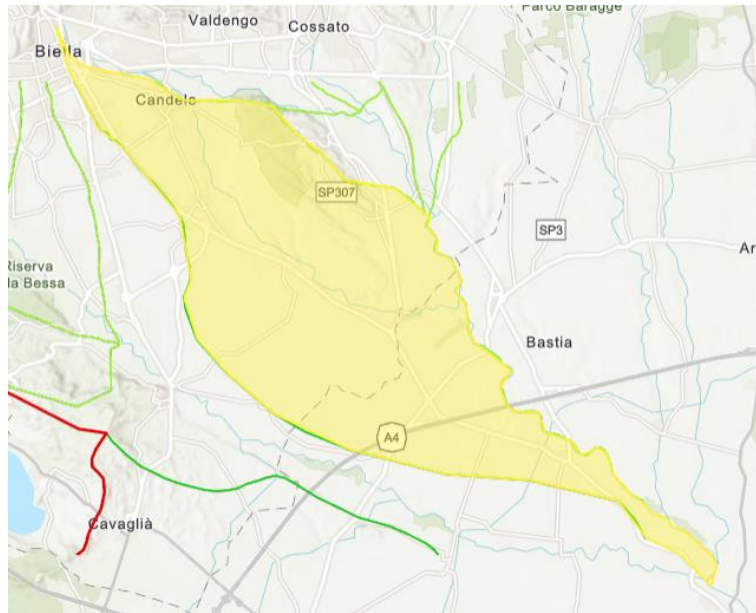 Parco Baragge
Valdengo
Cossato
Biella
Candelo
SP307
SP3
Ar
Riserva
la Bessa
Bastia
A4
Cavaglià